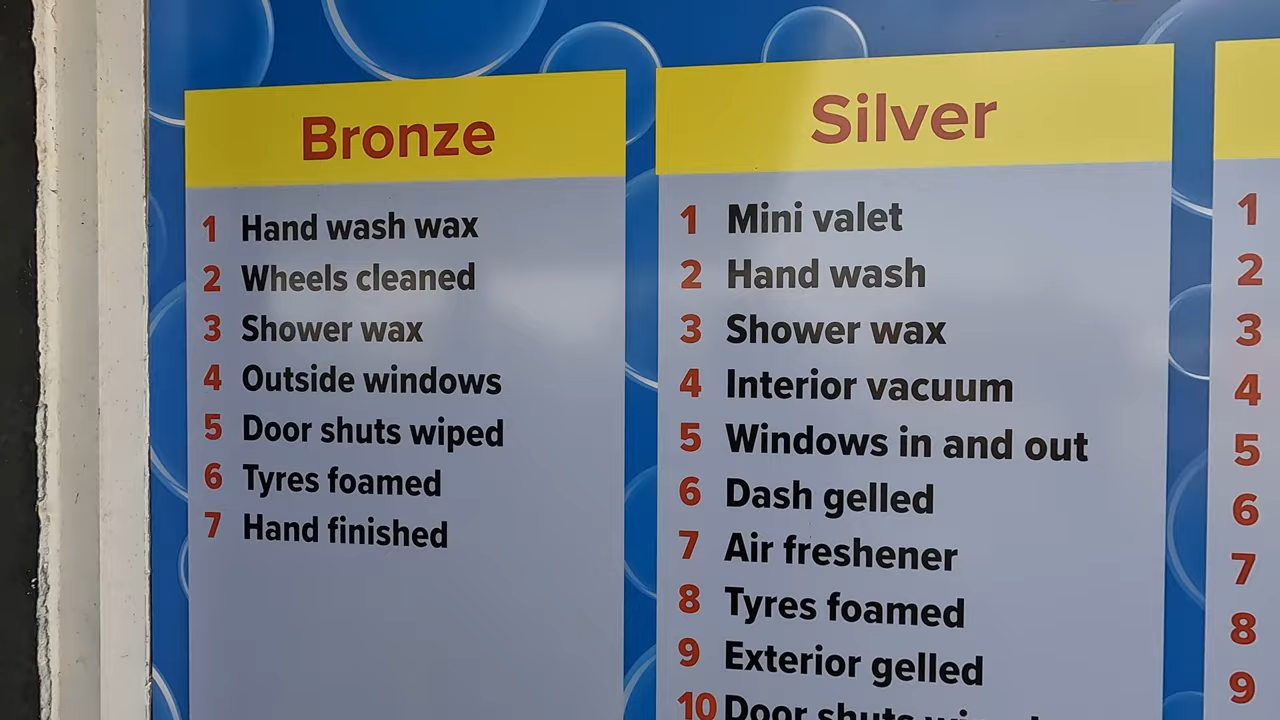 Bronze
1 Hand wash wax
2 Wheels cleaned
3 Shower wax
4 Outside windows
5 Door shuts wiped
6 Tyres foamed
7 Hand finished
Silver
1 Mini valet
2 Hand wash
3 Shower wax
4 Interior vacuum
5 Windows in and out
6 Dash gelled
7 Air freshener
8 Tyres foamed
9 Exterior gelled
10 Door shuts wiped
1
2
3
4
5
6
7
8
9